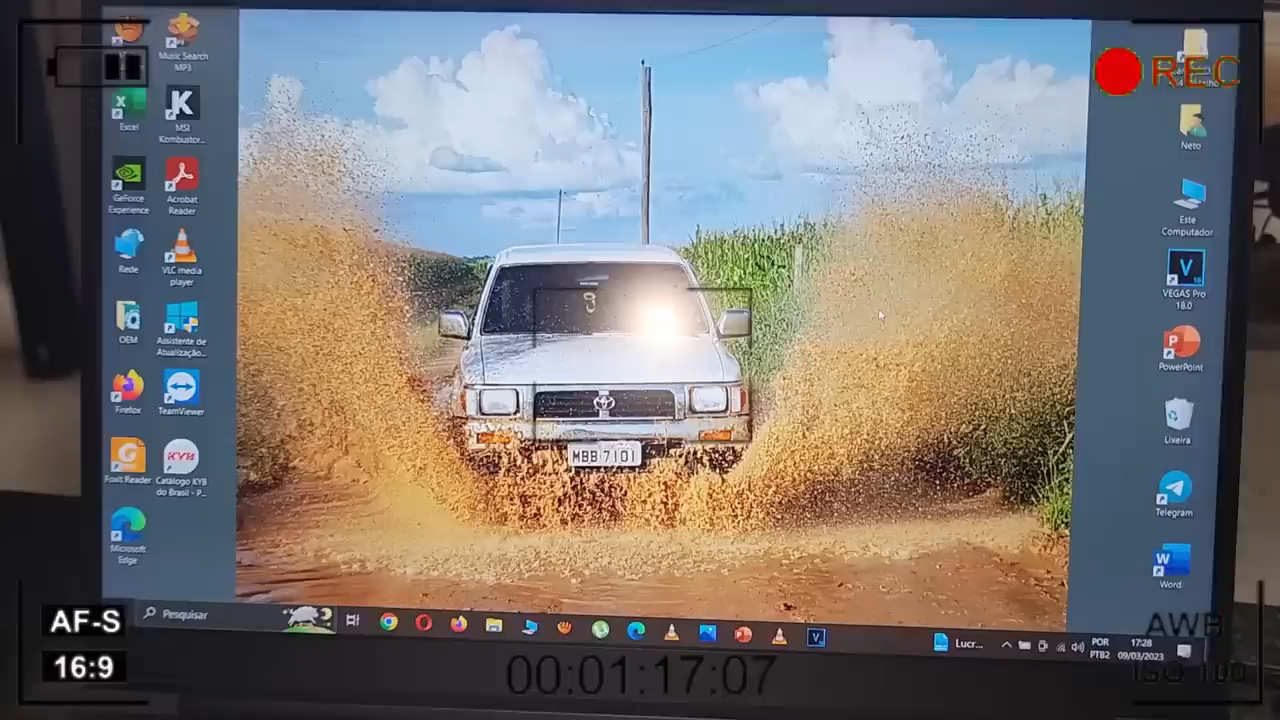 Music Search
MP3
REC
Excel
MSI
Kombustor...
Neto
GeForce
Experience
Acrobat
Reader
Este
Computador
Rede
VLC media
player
VEGAS Pro
18.0
OEM
Assistente de
Atualização...
PowerPoint
Firefox
TeamViewer
MBB 7101
Lixeira
KYB
Foxit Reader
Catálogo KYB
do Brasil - P...
Telegram
Microsoft
Edge
Word
AF-S
Pesquisar
Lucr...
POR
PTB2
17:28
09/03/2023
AWB
16:9
00:01:17:07
ISO 100